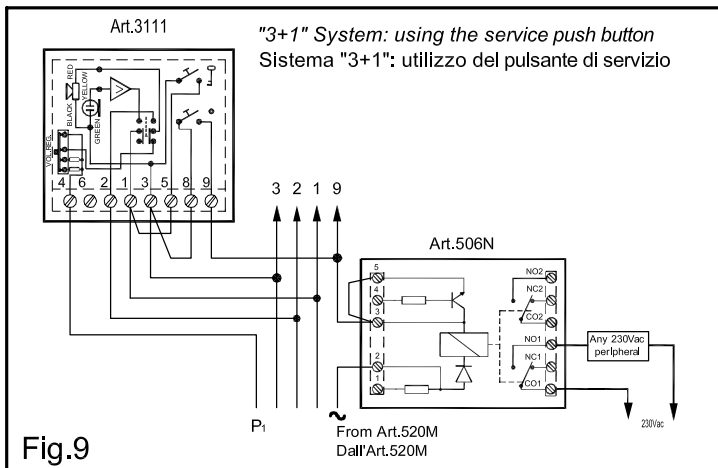 Art.3111
"3+1" System: using the service push button
Sistema "3+1": utilizzo del pulsante di servizio
BLACK
RED
YELLOW
GREEN
VOL.REG.
4 6 2 1 3 5 8 9
3 2 1 9
Art.506N
5
4
3
2
1
NO2
NC2
CO2
NO1
NC1
CO1
Any 230Vac
peripheral
230Vac
P1
~
From Art.520M
Dall'Art.520M
Fig.9